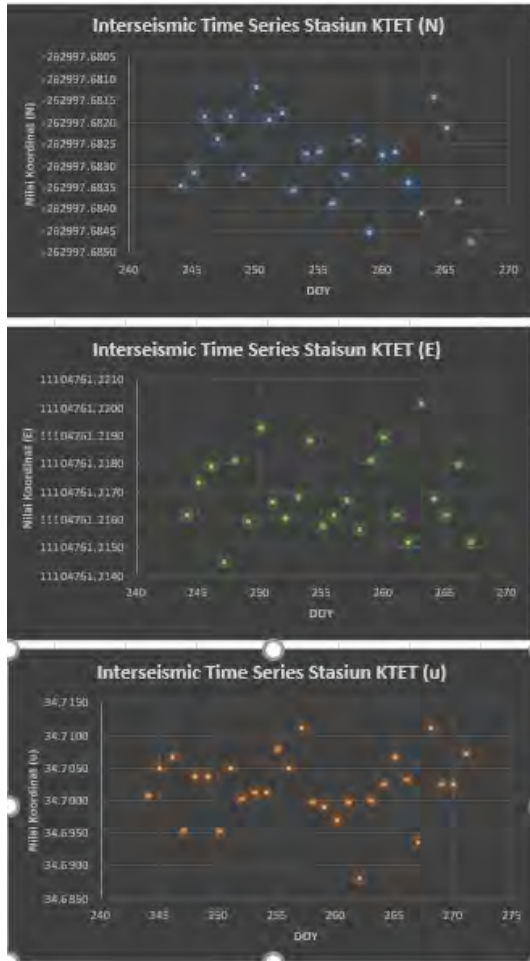 Interseismic Time Series Stasiun KTET (N)
Nilai Koordinat (N)
-262997.6805
-262997.6810
-262997.6815
-262997.6820
-262997.6825
-262997.6830
-262997.6835
-262997.6840
-262997.6845
-262997.6850
240 245 250 255 260 265 270
DOY
Interseismic Time Series Staisun KTET (E)
Nilai Koordinat (E)
11104761.2210
11104761.2200
11104761.2190
11104761.2180
11104761.2170
11104761.2160
11104761.2150
11104761.2140
240 245 250 255 260 265 270
DOY
Interseismic Time Series Stasiun KTET (u)
Nilai Koordinat (u)
34.7150
34.7100
34.7050
34.7000
34.6950
34.6900
34.6850
240 245 250 255 260 265 270 275
DOY